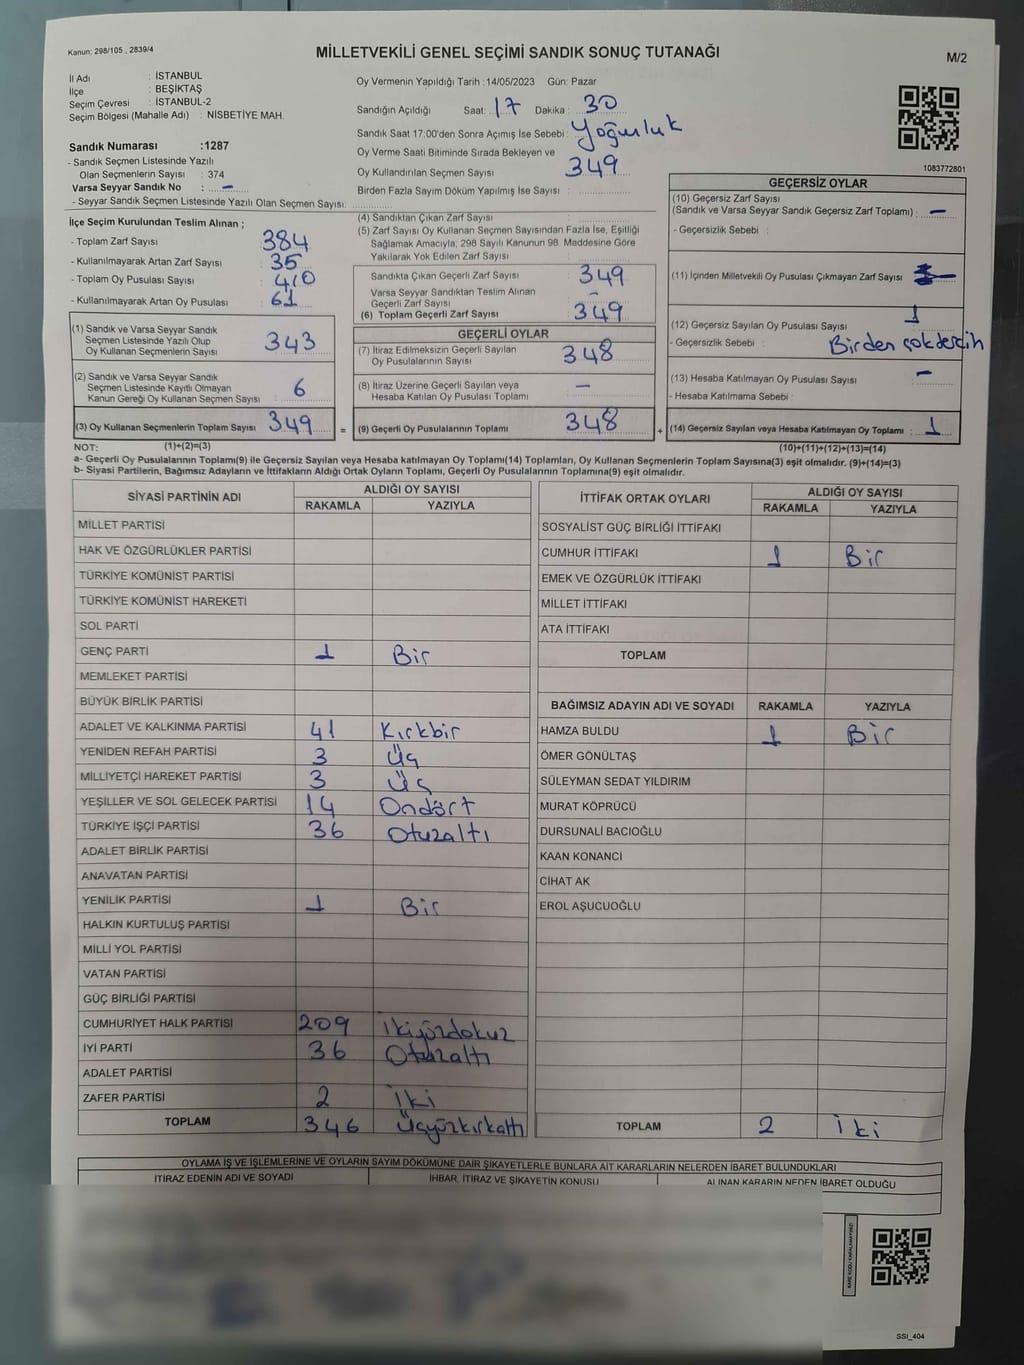 Kanun; 298/105 , 2839/4
MİLLETVEKİLİ GENEL SEÇİMİ SANDIK SONUÇ TUTANAĞI
M/2
İl Adı : İSTANBUL
İlçe : BEŞİKTAŞ
Seçim Çevresi : İSTANBUL-2
Seçim Bölgesi (Mahalle Adı) : NİSBETİYE MAH.
Sandık Numarası :1287
- Sandık Seçmen Listesinde Yazılı
Olan Seçmenlerin Sayısı : 374
Varsa Seyyar Sandık No : -
- Seyyar Sandık Seçmen Listesinde Yazılı Olan Seçmen Sayısı:
Oy Vermenin Yapıldığı Tarih :14/05/2023 Gün: Pazar
Sandığın Açıldığı Saat: 17 Dakika : 30
Sandık Saat 17:00'den Sonra Açımış İse Sebebi: Yoğunluk
Oy Verme Saati Bitiminde Sırada Bekleyen ve
Oy Kullandırılan Seçmen Sayısı : 349
Birden Fazla Sayım Döküm Yapılmış İse Sayısı :
1083772801
İlçe Seçim Kurulundan Teslim Alınan ;
- Toplam Zarf Sayısı 384
- Kullanılmayarak Artan Zarf Sayısı : 35
- Toplam Oy Pusulası Sayısı : 410
- Kullanılmayarak Artan Oy Pusulası : 61
(1) Sandık ve Varsa Seyyar Sandık
Seçmen Listesinde Yazılı Olup
Oy Kullanan Seçmenlerin Sayısı : 343
(2) Sandık ve Varsa Seyyar Sandık
Seçmen Listesinde Kayıtlı Olmayan
Kanun Gereği Oy Kullanan Seçmen Sayısı : 6
(3) Oy Kullanan Seçmenlerin Toplam Sayısı : 349 =
(4) Sandıktan Çıkan Zarf Sayısı :
(5) Zarf Sayısı Oy Kullanan Seçmen Sayısından Fazla İse, Eşitliği
Sağlamak Amacıyla; 298 Sayılı Kanunun 98. Maddesine Göre
Yakılarak Yok Edilen Zarf Sayısı :
Sandıkta Çıkan Geçerli Zarf Sayısı : 349
Varsa Seyyar Sandıktan Teslim Alınan
Geçerli Zarf Sayısı : -
(6) Toplam Geçerli Zarf Sayısı : 349
GEÇERLİ OYLAR
(7) İtiraz Edilmeksizin Geçerli Sayılan
Oy Pusulalarının Sayısı : 348
(8) İtiraz Üzerine Geçerli Sayılan veya
Hesaba Katılan Oy Pusulaları Toplamı : -
(9) Geçerli Oy Pusulalarının Toplamı : 348 +
GEÇERSİZ OYLAR
(10) Geçersiz Zarf Sayısı
(Sandık ve Varsa Seyyar Sandık Geçersiz Zarf Toplamı) : -
- Geçersizlik Sebebi :
(11) İçinden Milletvekili Oy Pusulası Çıkmayan Zarf Sayısı : -
(12) Geçersiz Sayılan Oy Pusulası Sayısı : 1
- Geçersizlik Sebebi : Birden çok tercih
(13) Hesaba Katılmayan Oy Pusulası Sayısı : -
- Hesaba Katılmama Sebebi :
(14) Geçersiz Sayılan veya Hesaba Katılmayan Oy Toplamı : 1
NOT: (1)+(2)=(3)
(10)+(11)+(12)+(13)=(14)
a- Geçerli Oy Pusulalarının Toplamı(9) ile Geçersiz Sayılan veya Hesaba katılmayan Oy Toplamı(14) Toplamları, Oy Kullanan Seçmenlerin Toplam Sayısına(3) eşit olmalıdır. (9)+(14)=(3)
b- Siyasi Partilerin, Bağımsız Adayların ve İttifakların Aldığı Ortak Oyların Toplamı, Geçerli Oy Pusulalarının Toplamına(9) eşit olmalıdır.
SİYASİ PARTİNİN ADI ALDIĞI OY SAYISI
RAKAMLA YAZIYLA
MİLLET PARTİSİ
HAK VE ÖZGÜRLÜKLER PARTİSİ
TÜRKİYE KOMÜNİST PARTİSİ
TÜRKİYE KOMÜNİST HAREKETİ
SOL PARTİ
GENÇ PARTİ 1 Bir
MEMLEKET PARTİSİ
BÜYÜK BİRLİK PARTİSİ
ADALET VE KALKINMA PARTİSİ 41 Kırkbir
YENİDEN REFAH PARTİSİ 3 Üç
MİLLİYETÇİ HAREKET PARTİSİ 3 Üç
YEŞİLLER VE SOL GELECEK PARTİSİ 14 Ondört
TÜRKİYE İŞÇİ PARTİSİ 36 Otuzaltı
ADALET BİRLİK PARTİSİ
ANAVATAN PARTİSİ
YENİLİK PARTİSİ 1 Bir
HALKIN KURTULUŞ PARTİSİ
MİLLİ YOL PARTİSİ
VATAN PARTİSİ
GÜÇ BİRLİĞİ PARTİSİ
CUMHURİYET HALK PARTİSİ 209 İkiyüzdokuz
İYİ PARTİ 36 Otuzaltı
ADALET PARTİSİ
ZAFER PARTİSİ 2 İki
TOPLAM 346 Üçyüzkırkaltı
İTTİFAK ORTAK OYLARI ALDIĞI OY SAYISI
RAKAMLA YAZIYLA
SOSYALİST GÜÇ BİRLİĞİ İTTİFAKI
CUMHUR İTTİFAKI 1 Bir
EMEK VE ÖZGÜRLÜK İTTİFAKI
MİLLET İTTİFAKI
ATA İTTİFAKI
TOPLAM
BAĞIMSIZ ADAYIN ADI VE SOYADI RAKAMLA YAZIYLA
HAMZA BULDU 1 Bir
ÖMER GÖNÜLTAŞ
SÜLEYMAN SEDAT YILDIRIM
MURAT KÖPRÜCÜ
DURSUNALİ BACIOĞLU
KAAN KONANCİ
CİHAT AK
EROL AŞUCUOĞLU
TOPLAM 2 İki
OYLAMA İŞ VE İŞLEMLERİNE VE OYLARIN SAYIM DÖKÜMÜNE DAİR ŞİKAYETLERLE BUNLARA AİT KARARLARIN NELERDEN İBARET BULUNDUKLARI
İTİRAZ EDENİN ADI VE SOYADI İHBAR, İTİRAZ VE ŞİKAYETİN KONUSU ALINAN KARARIN NEDEN İBARET OLDUĞU
SSİ_404